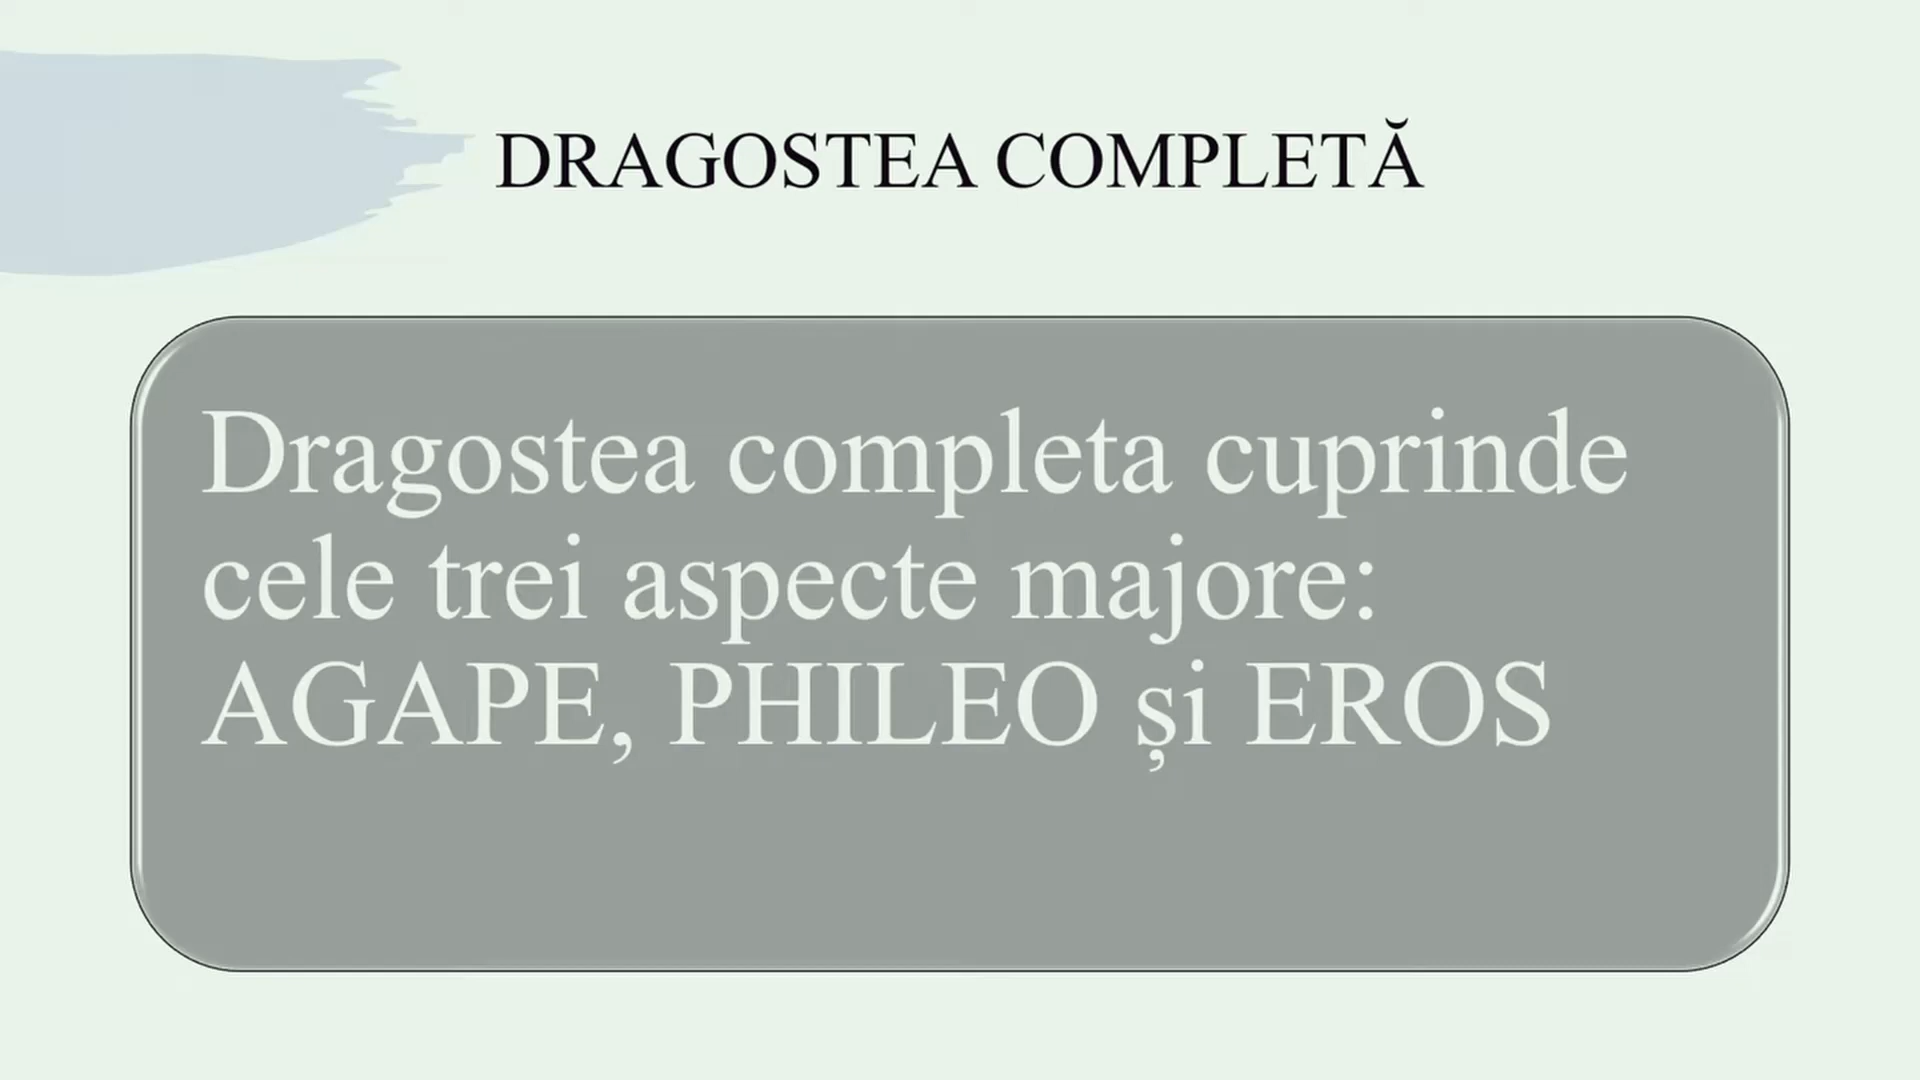 DRAGOSTEA COMPLETĂ
Dragostea completa cuprinde
cele trei aspecte majore:
AGAPE, PHILEO și EROS